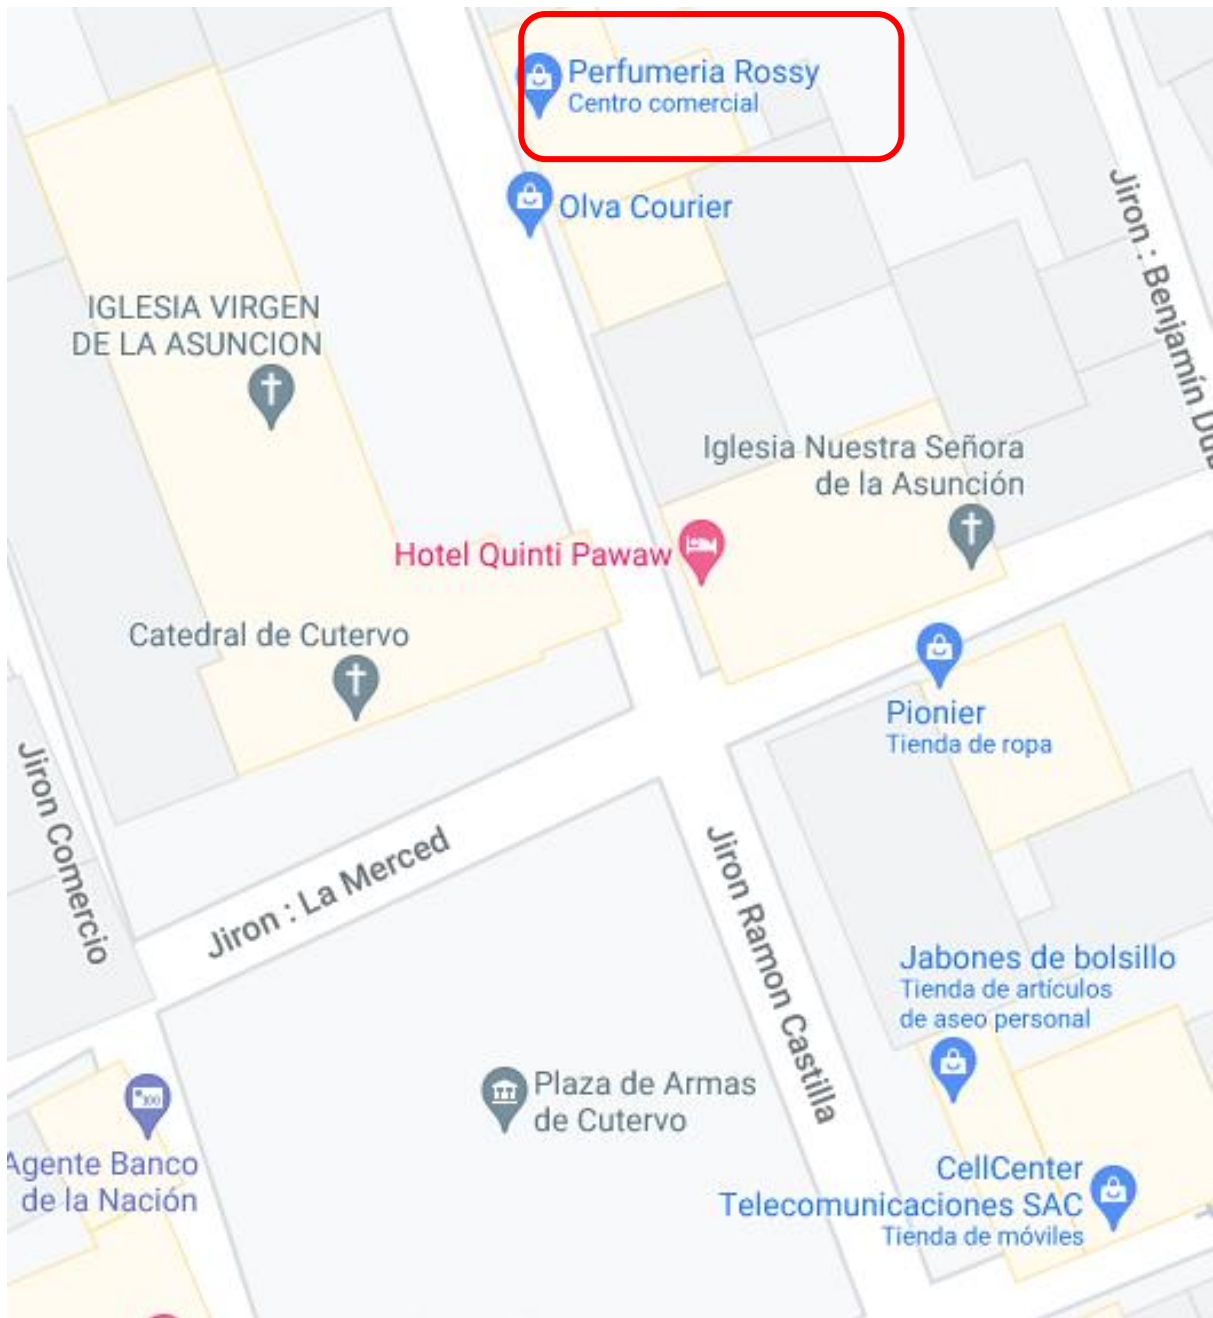 Perfumeria Rossy
Centro comercial
Olva Courier
Jiron : Benjamín Dub
IGLESIA VIRGEN
DE LA ASUNCION
Iglesia Nuestra Señora
de la Asunción
Hotel Quinti Pawaw
Catedral de Cutervo
Pionier
Tienda de ropa
Jiron Comercio
Jiron : La Merced
Jiron Ramon Castilla
Jabones de bolsillo
Tienda de artículos
de aseo personal
Plaza de Armas
de Cutervo
Agente Banco
de la Nación
CellCenter
Telecomunicaciones SAC
Tienda de móviles